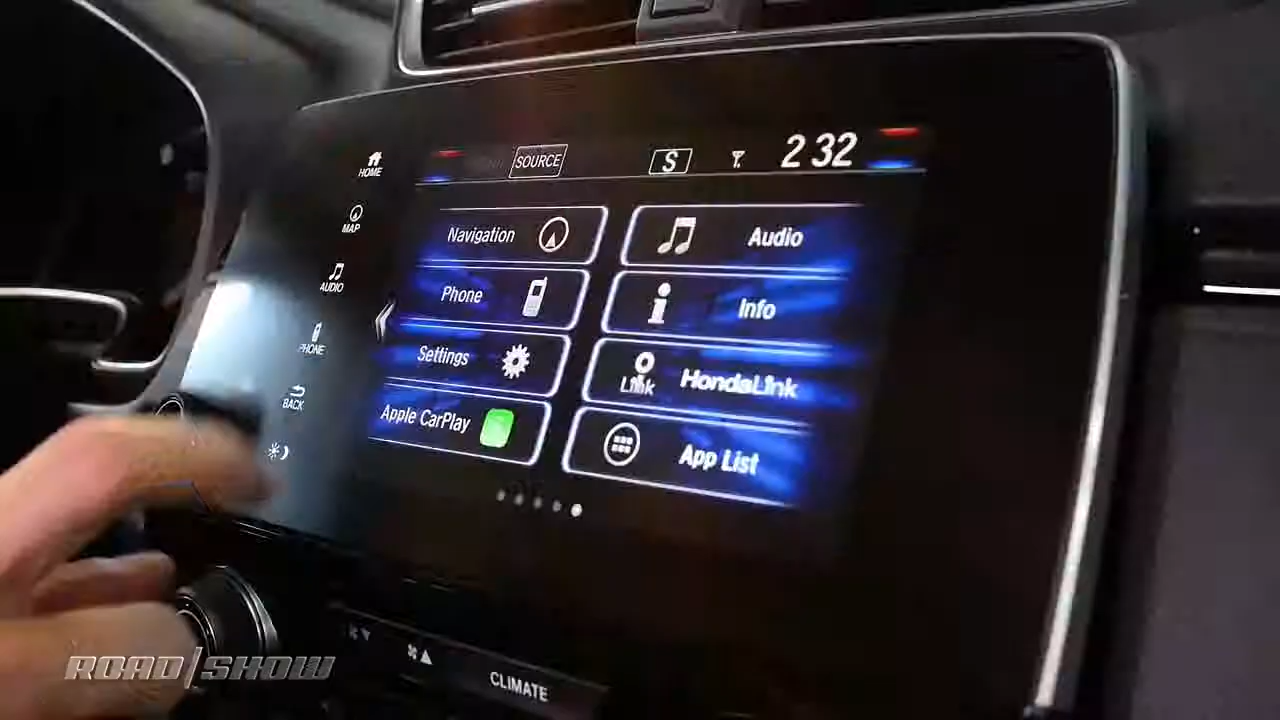 SOURCE
S
2 32
HOME
MAP
AUDIO
PHONE
BACK
Navigation
Audio
Phone
Info
Settings
Link
HondaLink
Apple CarPlay
App List
CLIMATE
ROAD/SHOW